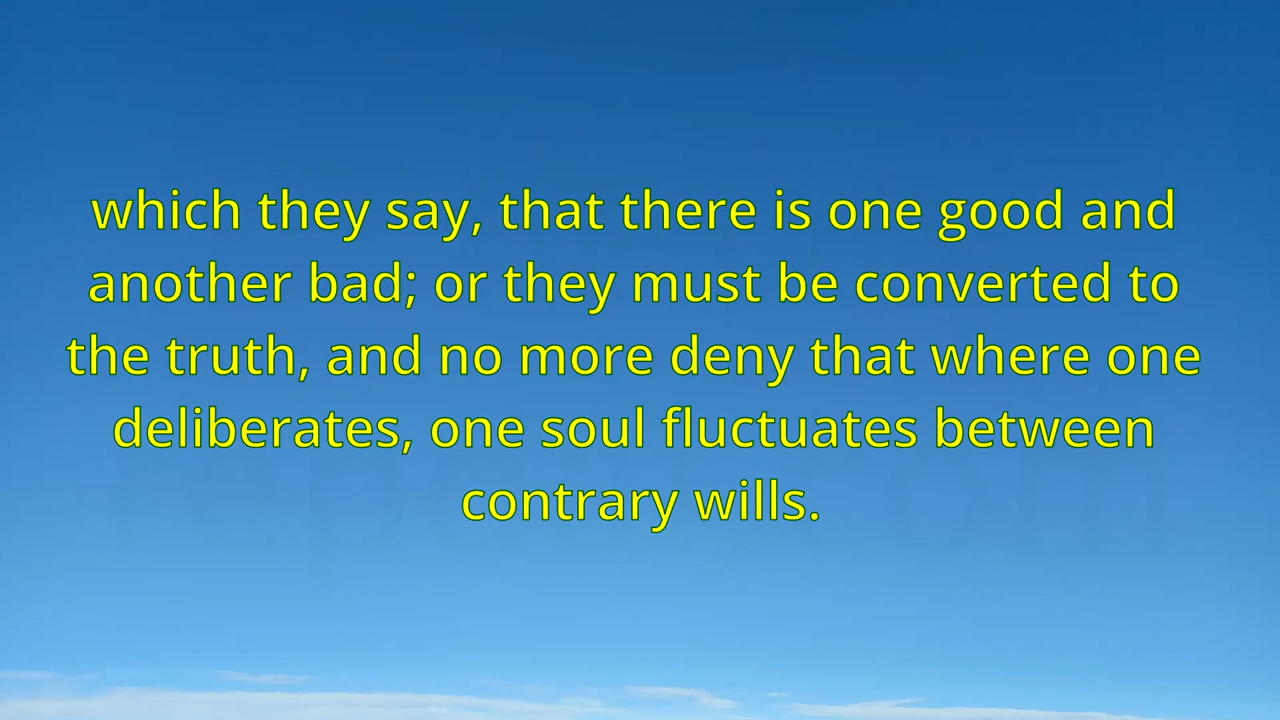 which they say, that there is one good and
another bad; or they must be converted to
the truth, and no more deny that where one
deliberates, one soul fluctuates between
contrary wills.